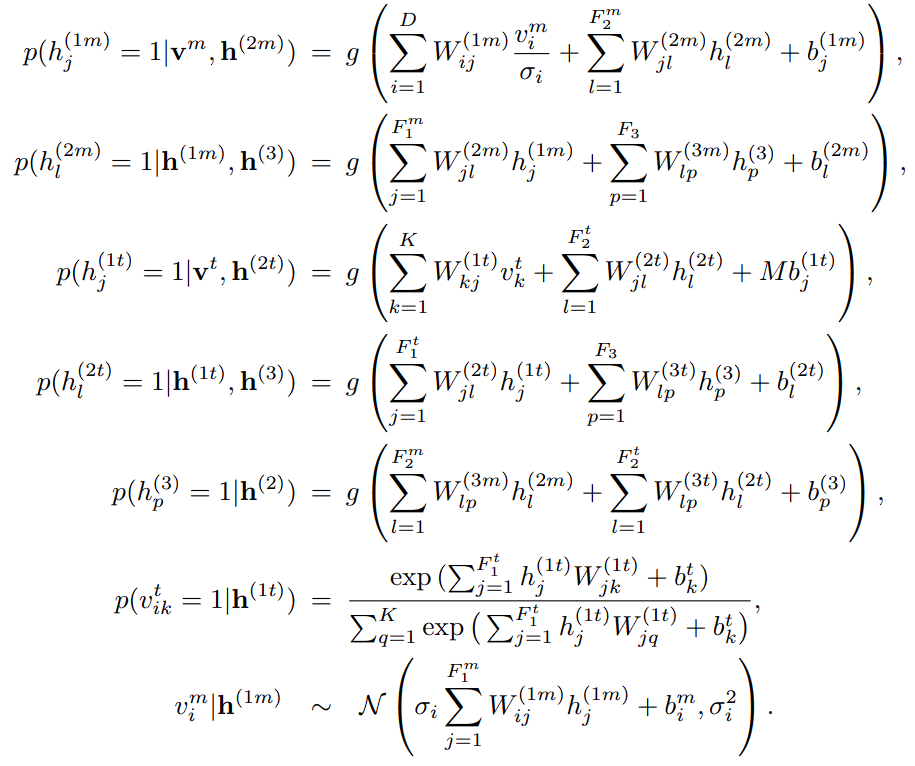 p(h_j^{(1m)} = 1|\mathbf{v}^m, \mathbf{h}^{(2m)}) = g\left(\sum_{i=1}^{D} W_{ij}^{(1m)} \frac{v_i^m}{\sigma_i} + \sum_{l=1}^{F_2^m} W_{jl}^{(2m)} h_l^{(2m)} + b_j^{(1m)}\right),
p(h_l^{(2m)} = 1|\mathbf{h}^{(1m)}, \mathbf{h}^{(3)}) = g\left(\sum_{j=1}^{F_1^m} W_{jl}^{(2m)} h_j^{(1m)} + \sum_{p=1}^{F_3} W_{lp}^{(3m)} h_p^{(3)} + b_l^{(2m)}\right),
p(h_j^{(1t)} = 1|\mathbf{v}^t, \mathbf{h}^{(2t)}) = g\left(\sum_{k=1}^{K} W_{kj}^{(1t)} v_k^t + \sum_{l=1}^{F_2^t} W_{jl}^{(2t)} h_l^{(2t)} + M b_j^{(1t)}\right),
p(h_l^{(2t)} = 1|\mathbf{h}^{(1t)}, \mathbf{h}^{(3)}) = g\left(\sum_{j=1}^{F_1^t} W_{jl}^{(2t)} h_j^{(1t)} + \sum_{p=1}^{F_3} W_{lp}^{(3t)} h_p^{(3)} + b_l^{(2t)}\right),
p(h_p^{(3)} = 1|\mathbf{h}^{(2)}) = g\left(\sum_{l=1}^{F_2^m} W_{lp}^{(3m)} h_l^{(2m)} + \sum_{l=1}^{F_2^t} W_{lp}^{(3t)} h_l^{(2t)} + b_p^{(3)}\right),
p(v_{ik}^t = 1|\mathbf{h}^{(1t)}) = \frac{\exp\left(\sum_{j=1}^{F_1^t} h_j^{(1t)} W_{jk}^{(1t)} + b_k^t\right)}{\sum_{q=1}^{K} \exp\left(\sum_{j=1}^{F_1^t} h_j^{(1t)} W_{jq}^{(1t)} + b_k^t\right)},
v_i^m|\mathbf{h}^{(1m)} \sim \mathcal{N}\left(\sigma_i \sum_{j=1}^{F_1^m} W_{ij}^{(1m)} h_j^{(1m)} + b_i^m, \sigma_i^2\right).